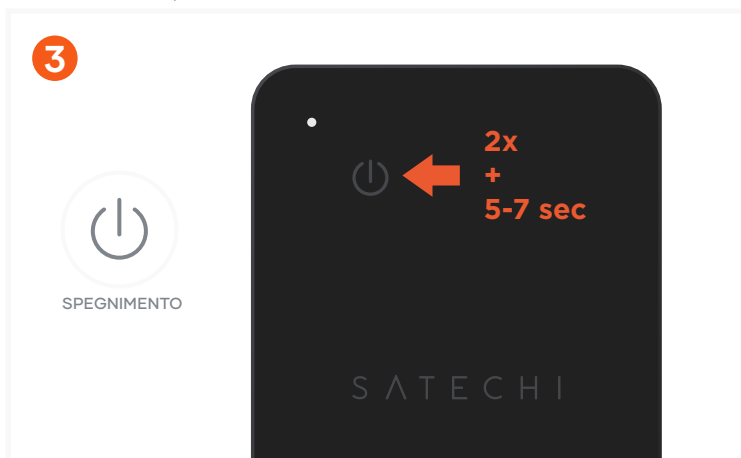 3
2x
+
5-7 sec
SPEGNIMENTO
SATECHI